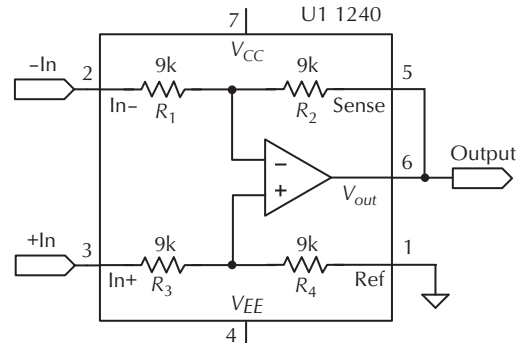 7
U1 1240
VCC
–In
2
9k
9k
5
In–
R1
R2
Sense
–
6
Output
+
Vout
+In
3
9k
9k
1
In+
R3
R4
Ref
VEE
4